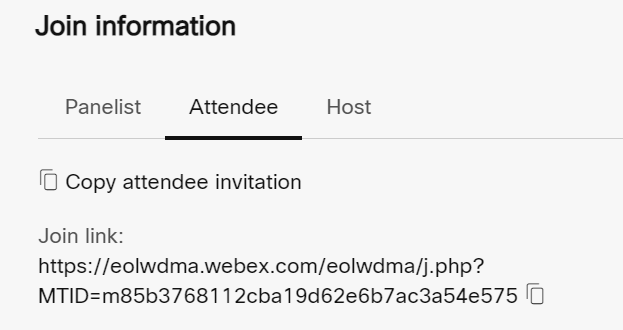 Join information
Panelist Attendee Host
Copy attendee invitation
Join link:
https://eolwdma.webex.com/eolwdma/j.php?
MTID=m85b3768112cba19d62e6b7ac3a54e575